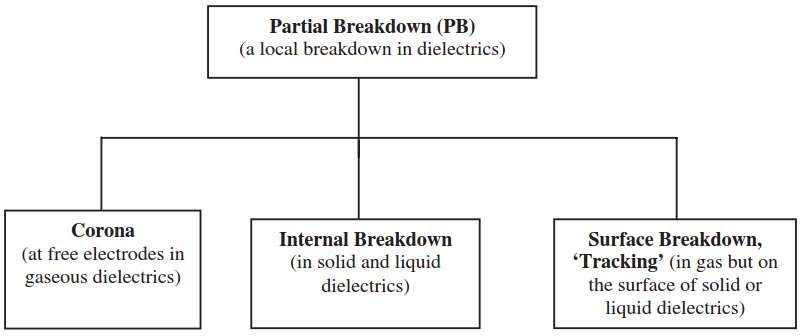 Partial Breakdown (PB)
(a local breakdown in dielectrics)
Corona
(at free electrodes in
gaseous dielectrics)
Internal Breakdown
(in solid and liquid
dielectrics)
Surface Breakdown,
‘Tracking’ (in gas but on
the surface of solid or
liquid dielectrics)